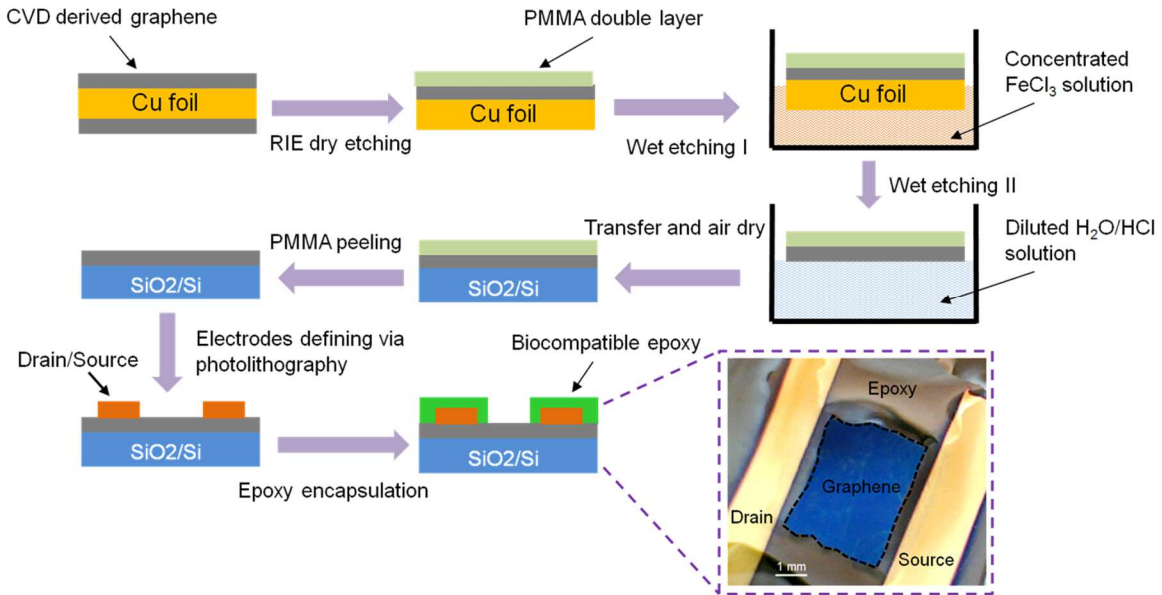 CVD derived graphene
PMMA double layer
Concentrated
FeCl₃ solution
Cu foil
Cu foil
Cu foil
RIE dry etching
Wet etching I
Wet etching II
PMMA peeling
Transfer and air dry
Diluted H₂O/HCl
solution
SiO2/Si
SiO2/Si
Electrodes defining via
photolithography
Drain/Source
Biocompatible epoxy
SiO2/Si
SiO2/Si
Epoxy encapsulation
Epoxy
Graphene
Drain
Source
1 mm